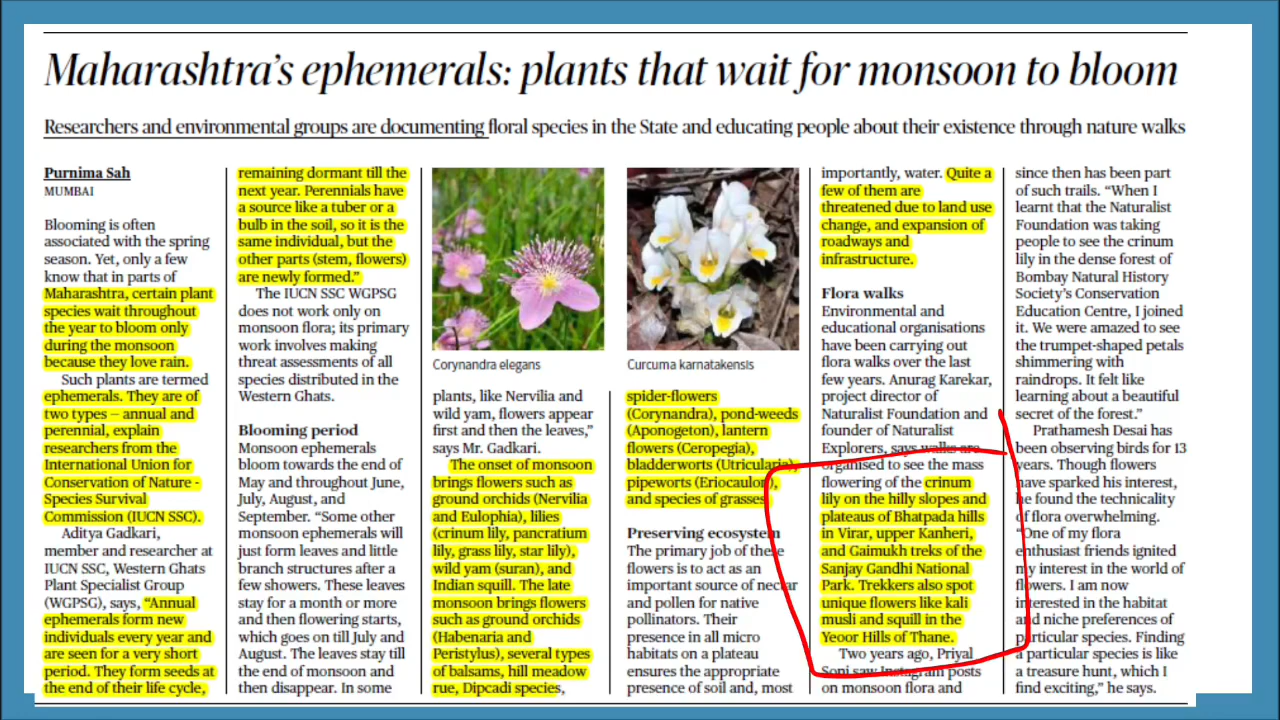 Maharashtra's ephemerals: plants that wait for monsoon to bloom
Researchers and environmental groups are documenting floral species in the State and educating people about their existence through nature walks
Purnima Sah
MUMBAI
Blooming is often
associated with the spring
season. Yet, only a few
know that in parts of
Maharashtra, certain plant
species wait throughout
the year to bloom only
during the monsoon
because they love rain.
Such plants are termed
ephemerals. They are of
two types – annual and
perennial, explain
researchers from the
International Union for
Conservation of Nature -
Species Survival
Commission (IUCN SSC).
Aditya Gadkari,
member and researcher at
IUCN SSC, Western Ghats
Plant Specialist Group
(WGPSG), says, “Annual
ephemerals form new
individuals every year and
are seen for a very short
period. They form seeds at
the end of their life cycle,
remaining dormant till the
next year. Perennials have
a source like a tuber or a
bulb in the soil, so it is the
same individual, but the
other parts (stem, flowers)
are newly formed.”
The IUCN SSC WGPSG
does not work only on
monsoon flora; its primary
work involves making
threat assessments of all
species distributed in the
Western Ghats.
Blooming period
Monsoon ephemerals
bloom towards the end of
May and throughout June,
July, August, and
September. “Some other
monsoon ephemerals will
just form leaves and little
branch structures after a
few showers. These leaves
stay for a month or more
and then flowering starts,
which goes on till July and
August. The leaves stay till
the end of monsoon and
then disappear. In some
Corynandra elegans
plants, like Nervilia and
wild yam, flowers appear
first and then the leaves,”
says Mr. Gadkari.
The onset of monsoon
brings flowers such as
ground orchids (Nervilia
and Eulophia), lilies
(crinum lily, pancratium
lily, grass lily, star lily),
wild yam (suran), and
Indian squill. The late
monsoon brings flowers
such as ground orchids
(Habenaria and
Peristylus), several types
of balsams, hill meadow
rue, Dipcadi species,
Curcuma karnatakensis
spider-flowers
(Corynandra), pond-weeds
(Aponogeton), lantern
flowers (Ceropegia),
bladderworts (Utricularia),
pipeworts (Eriocaulon),
and species of grasses.
Preserving ecosystem
The primary job of these
flowers is to act as an
important source of nectar
and pollen for native
pollinators. Their
presence in all micro
habitats on a plateau
ensures the appropriate
presence of soil and, most
importantly, water. Quite a
few of them are
threatened due to land use
change, and expansion of
roadways and
infrastructure.
Flora walks
Environmental and
educational organisations
have been carrying out
flora walks over the last
few years. Anurag Karekar,
project director of
Naturalist Foundation and
founder of Naturalist
Explorers, says walks are
organised to see the mass
flowering of the crinum
lily on the hilly slopes and
plateaus of Bhatpada hills
in Virar, upper Kanheri,
and Gaimukh treks of the
Sanjay Gandhi National
Park. Trekkers also spot
unique flowers like kali
musli and squill in the
Yeoor Hills of Thane.
Two years ago, Priyal
Soni saw Instagram posts
on monsoon flora and
since then has been part
of such trails. “When I
learnt that the Naturalist
Foundation was taking
people to see the crinum
lily in the dense forest of
Bombay Natural History
Society's Conservation
Education Centre, I joined
it. We were amazed to see
the trumpet-shaped petals
shimmering with
raindrops. It felt like
learning about a beautiful
secret of the forest.”
Prathamesh Desai has
been observing birds for 13
years. Though flowers
have sparked his interest,
he found the technicality
of flora overwhelming.
“One of my flora
enthusiast friends ignited
my interest in the world of
flowers. I am now
interested in the habitat
and niche preferences of
particular species. Finding
a particular species is like
a treasure hunt, which I
find exciting,” he says.